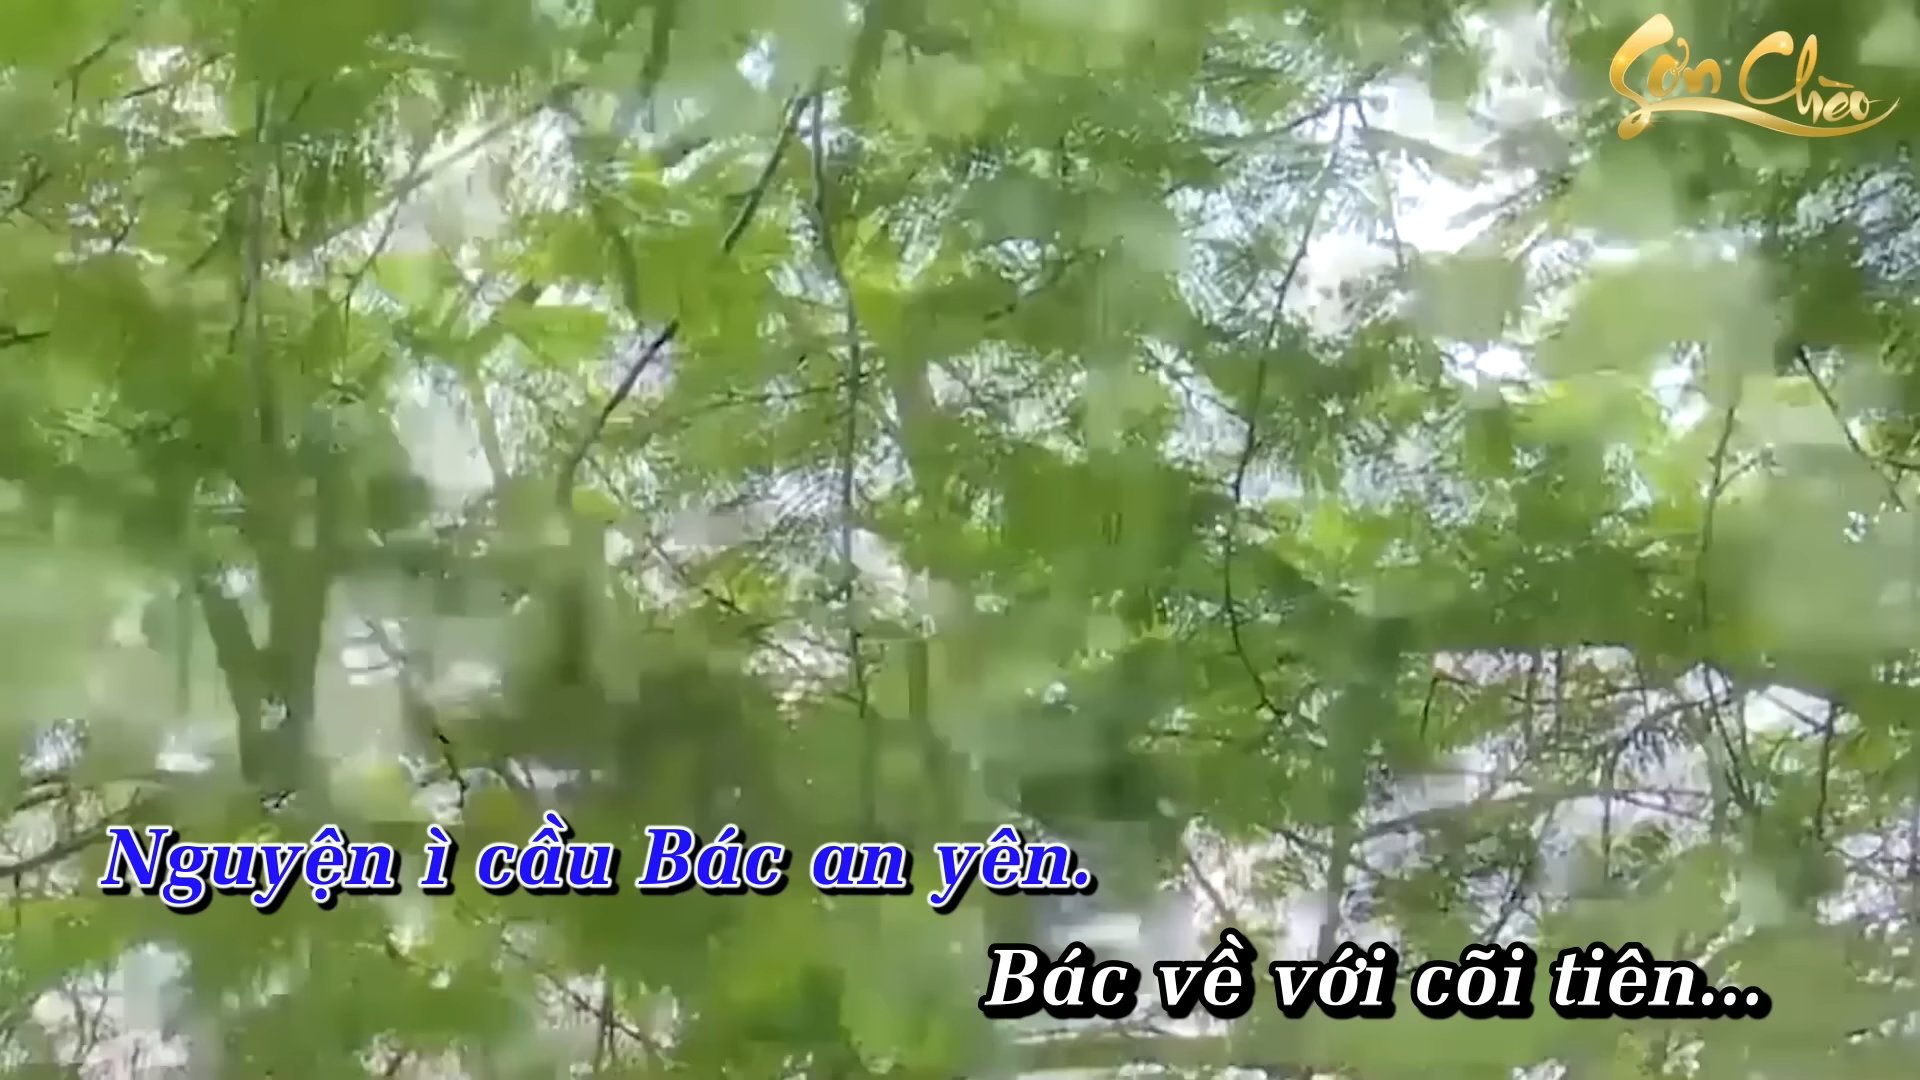 Sơn Chèo
Nguyện ì cầu Bác an yên.
Bác về với cõi tiên...